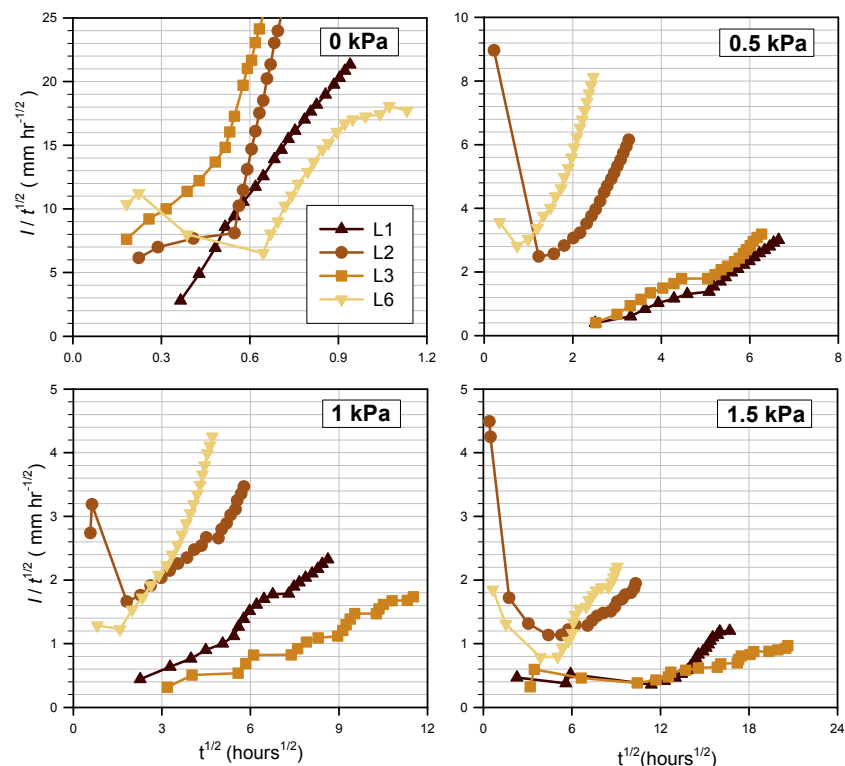 0 kPa
0.5 kPa
I / t^1/2 ( mm hr^-1/2)
25
20
15
10
5
0
L1
L2
L3
L6
0.0 0.3 0.6 0.9 1.2
10
8
6
4
2
0
0 2 4 6 8
1 kPa
1.5 kPa
I / t^1/2 ( mm hr^-1/2)
5
4
3
2
1
0
0 3 6 9 12
t^1/2 (hours^1/2)
5
4
3
2
1
0
0 6 12 18 24
t^1/2(hours^1/2)